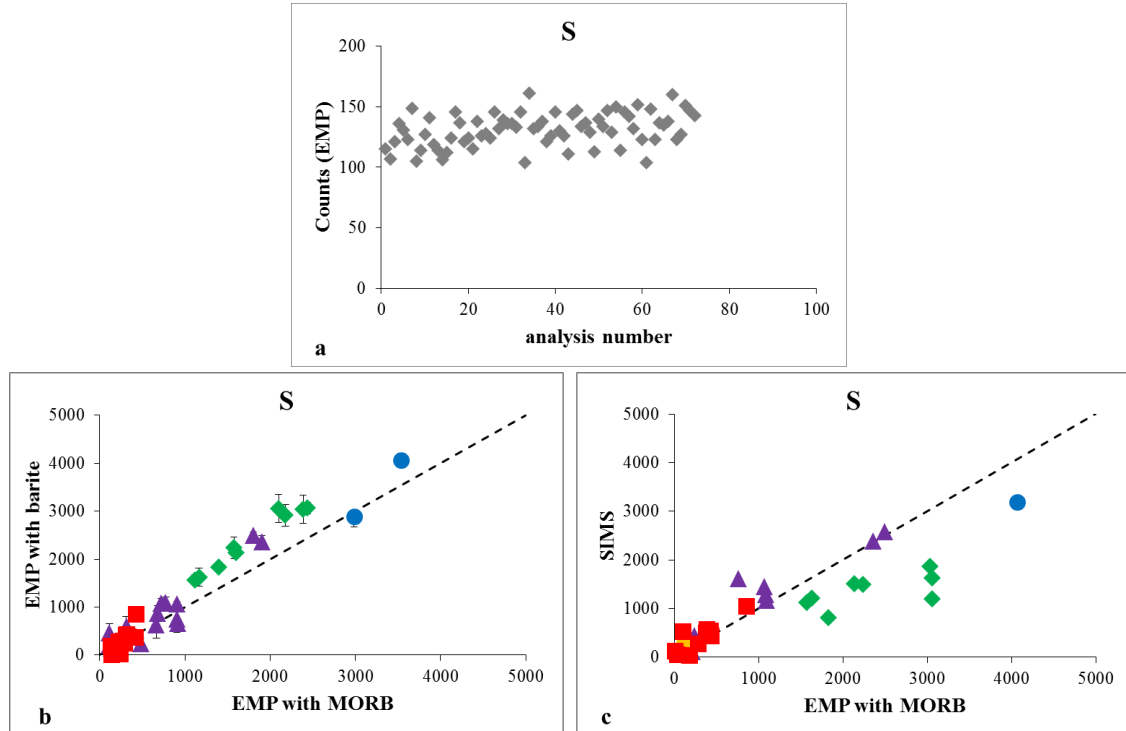 S
200
150
100
50
0
Counts (EMP)
0 20 40 60 80 100
analysis number
a
S
5000
4000
3000
2000
1000
0
EMP with barite
0 1000 2000 3000 4000 5000
EMP with MORB
b
S
5000
4000
3000
2000
1000
0
SIMS
0 1000 2000 3000 4000 5000
EMP with MORB
c